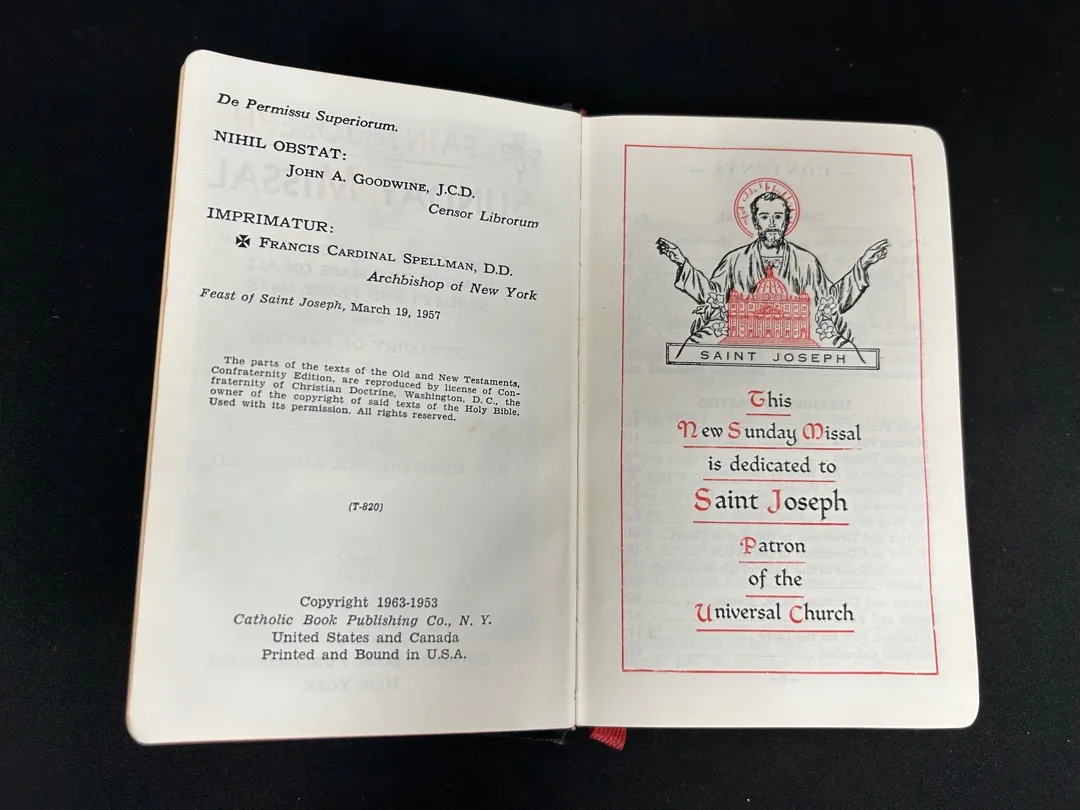 De Permissu Superiorum.
NIHIL OBSTAT:
John A. Goodwine, J.C.D.
Censor Librorum
IMPRIMATUR:
✠ Francis Cardinal Spellman, D.D.
Archbishop of New York
Feast of Saint Joseph, March 19, 1957
The parts of the texts of the Old and New Testaments,
Confraternity Edition, are reproduced by license of Con-
fraternity of Christian Doctrine, Washington, D. C., the
owner of the copyright of said texts of the Holy Bible.
Used with its permission. All rights reserved.
(T-820)
Copyright 1963-1953
Catholic Book Publishing Co., N. Y.
United States and Canada
Printed and Bound in U.S.A.
SAINT JOSEPH
This
New Sunday Missal
is dedicated to
Saint Joseph
Patron
of the
Universal Church